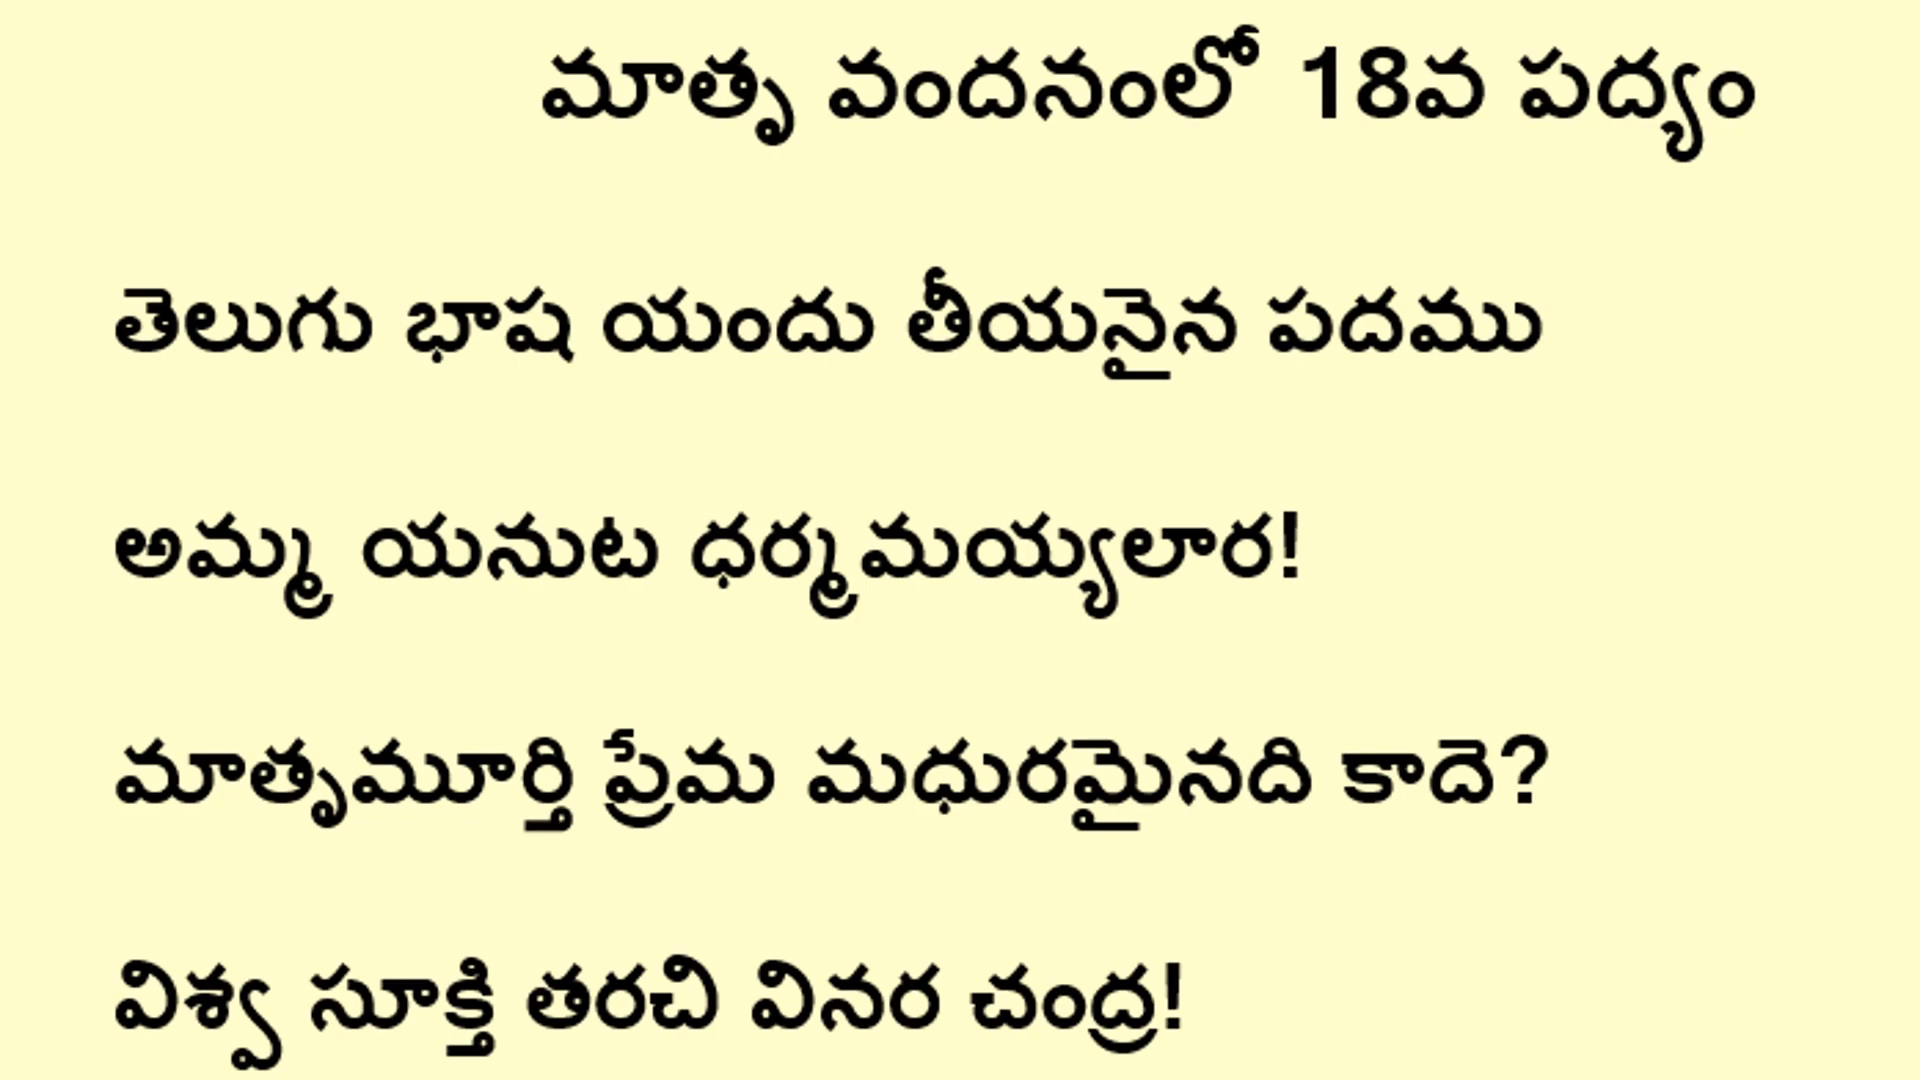 మాతృ వందనంలో 18వ పద్యం
తెలుగు భాష యందు తీయనైన పదము
అమ్మ యనుట ధర్మమయ్యలార!
మాతృమూర్తి ప్రేమ మధురమైనది కాదె?
విశ్వ సూక్తి తరచి వినర చంద్ర!